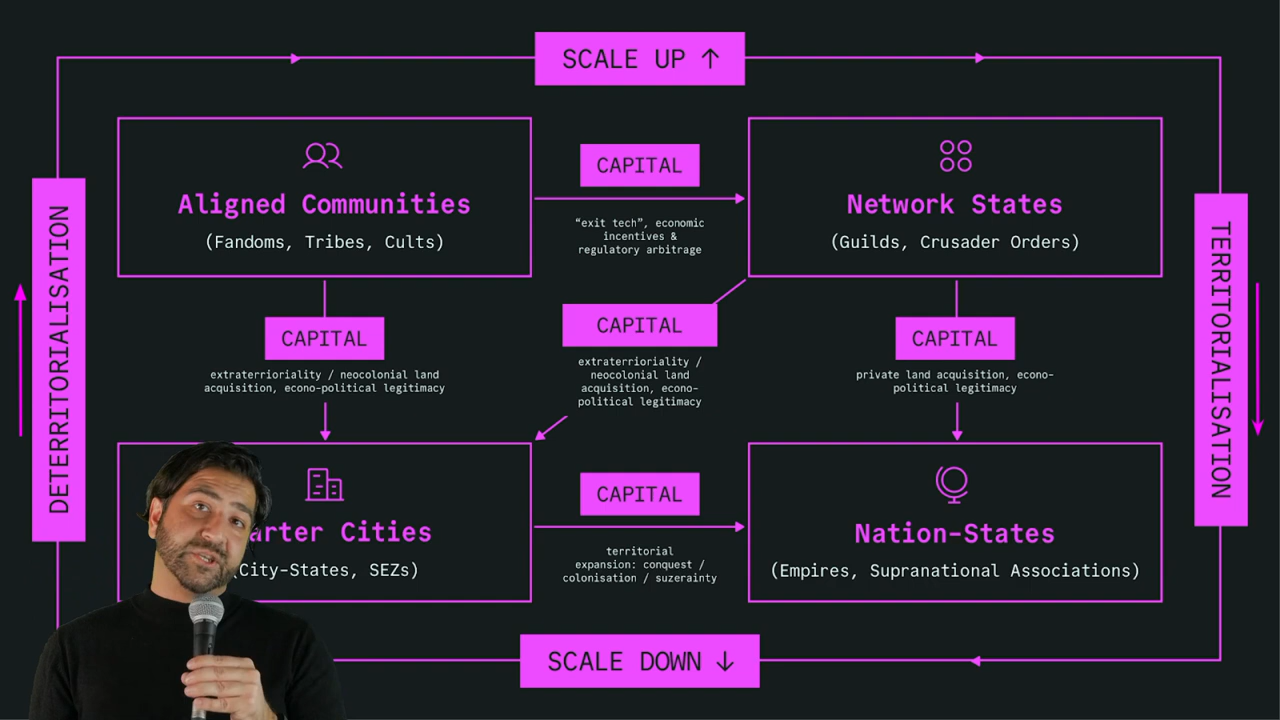 SCALE UP ↑
Aligned Communities
(Fandoms, Tribes, Cults)
CAPITAL
“exit tech”, economic
incentives &
regulatory arbitrage
Network States
(Guilds, Crusader Orders)
DETERRITORIALISATION
TERRITORIALISATION
CAPITAL
extraterrioriality / neocolonial land
acquisition, econo-political legitimacy
CAPITAL
extraterrioriality /
neocolonial land
acquisition, econo-
political legitimacy
CAPITAL
private land acquisition, econo-
political legitimacy
arter Cities
(City-States, SEZs)
CAPITAL
territorial
expansion: conquest /
colonisation / suzerainty
Nation-States
(Empires, Supranational Associations)
SCALE DOWN ↓